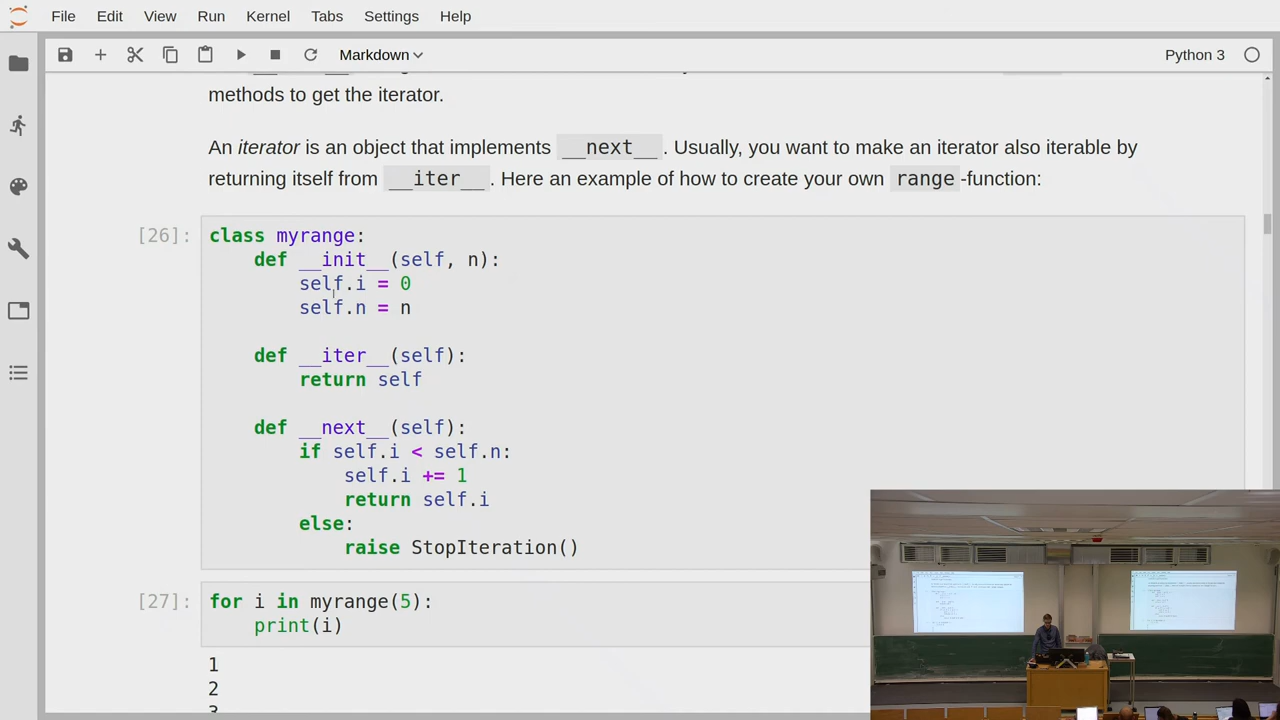 File Edit View Run Kernel Tabs Settings Help
Markdown Python 3
methods to get the iterator.
An iterator is an object that implements __next__. Usually, you want to make an iterator also iterable by
returning itself from __iter__. Here an example of how to create your own range-function:
[26]: class myrange:
def __init__(self, n):
self.i = 0
self.n = n
def __iter__(self):
return self
def __next__(self):
if self.i < self.n:
self.i += 1
return self.i
else:
raise StopIteration()
[27]: for i in myrange(5):
print(i)
1
2
3